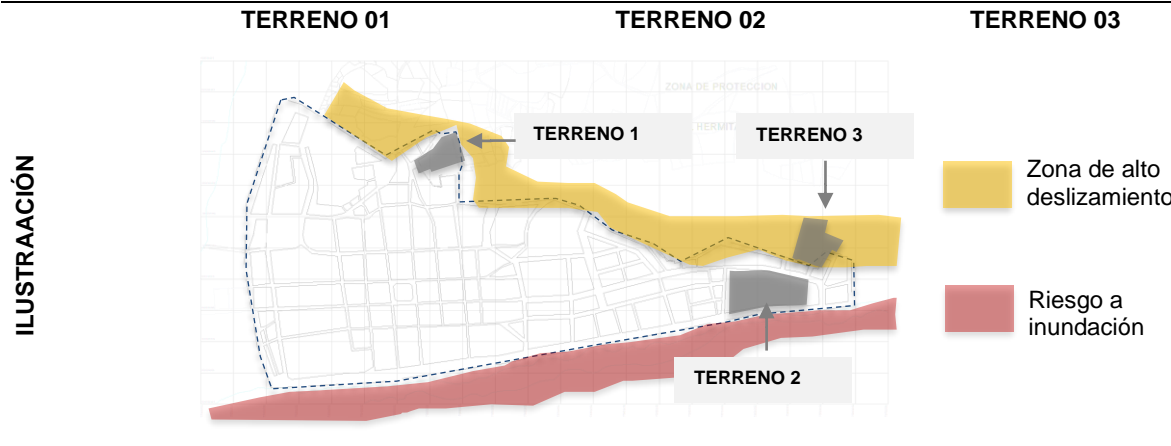 TERRENO 01 TERRENO 02 TERRENO 03
ZONA DE PROTECCION
TERRENO 1
HERMITA
TERRENO 3
ILUSTRAACIÓN
Zona de alto
deslizamiento
Riesgo a
inundación
TERRENO 2